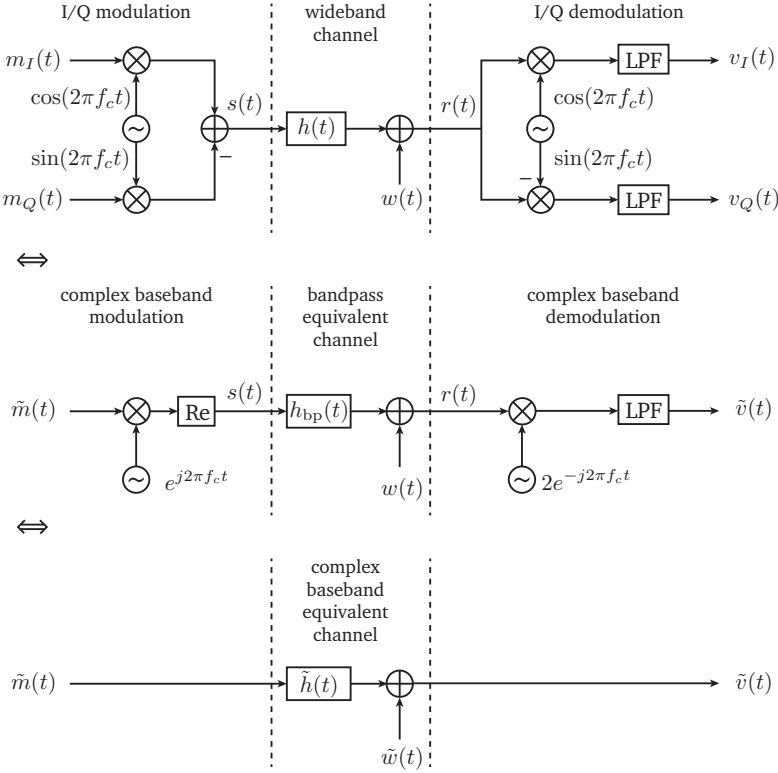 I/Q modulation
wideband
channel
I/Q demodulation
m_I(t)
cos(2πf_c t)
~
sin(2πf_c t)
m_Q(t)
s(t)
+
−
h(t)
w(t)
r(t)
cos(2πf_c t)
~
sin(2πf_c t)
−
LPF
LPF
v_I(t)
v_Q(t)
⟺
complex baseband
modulation
bandpass
equivalent
channel
complex baseband
demodulation
m̃(t)
Re
s(t)
h_bp(t)
r(t)
LPF
ṽ(t)
~
e^{j2πf_c t}
w(t)
~
2e^{−j2πf_c t}
⟺
complex
baseband
equivalent
channel
m̃(t)
h̃(t)
ṽ(t)
w̃(t)